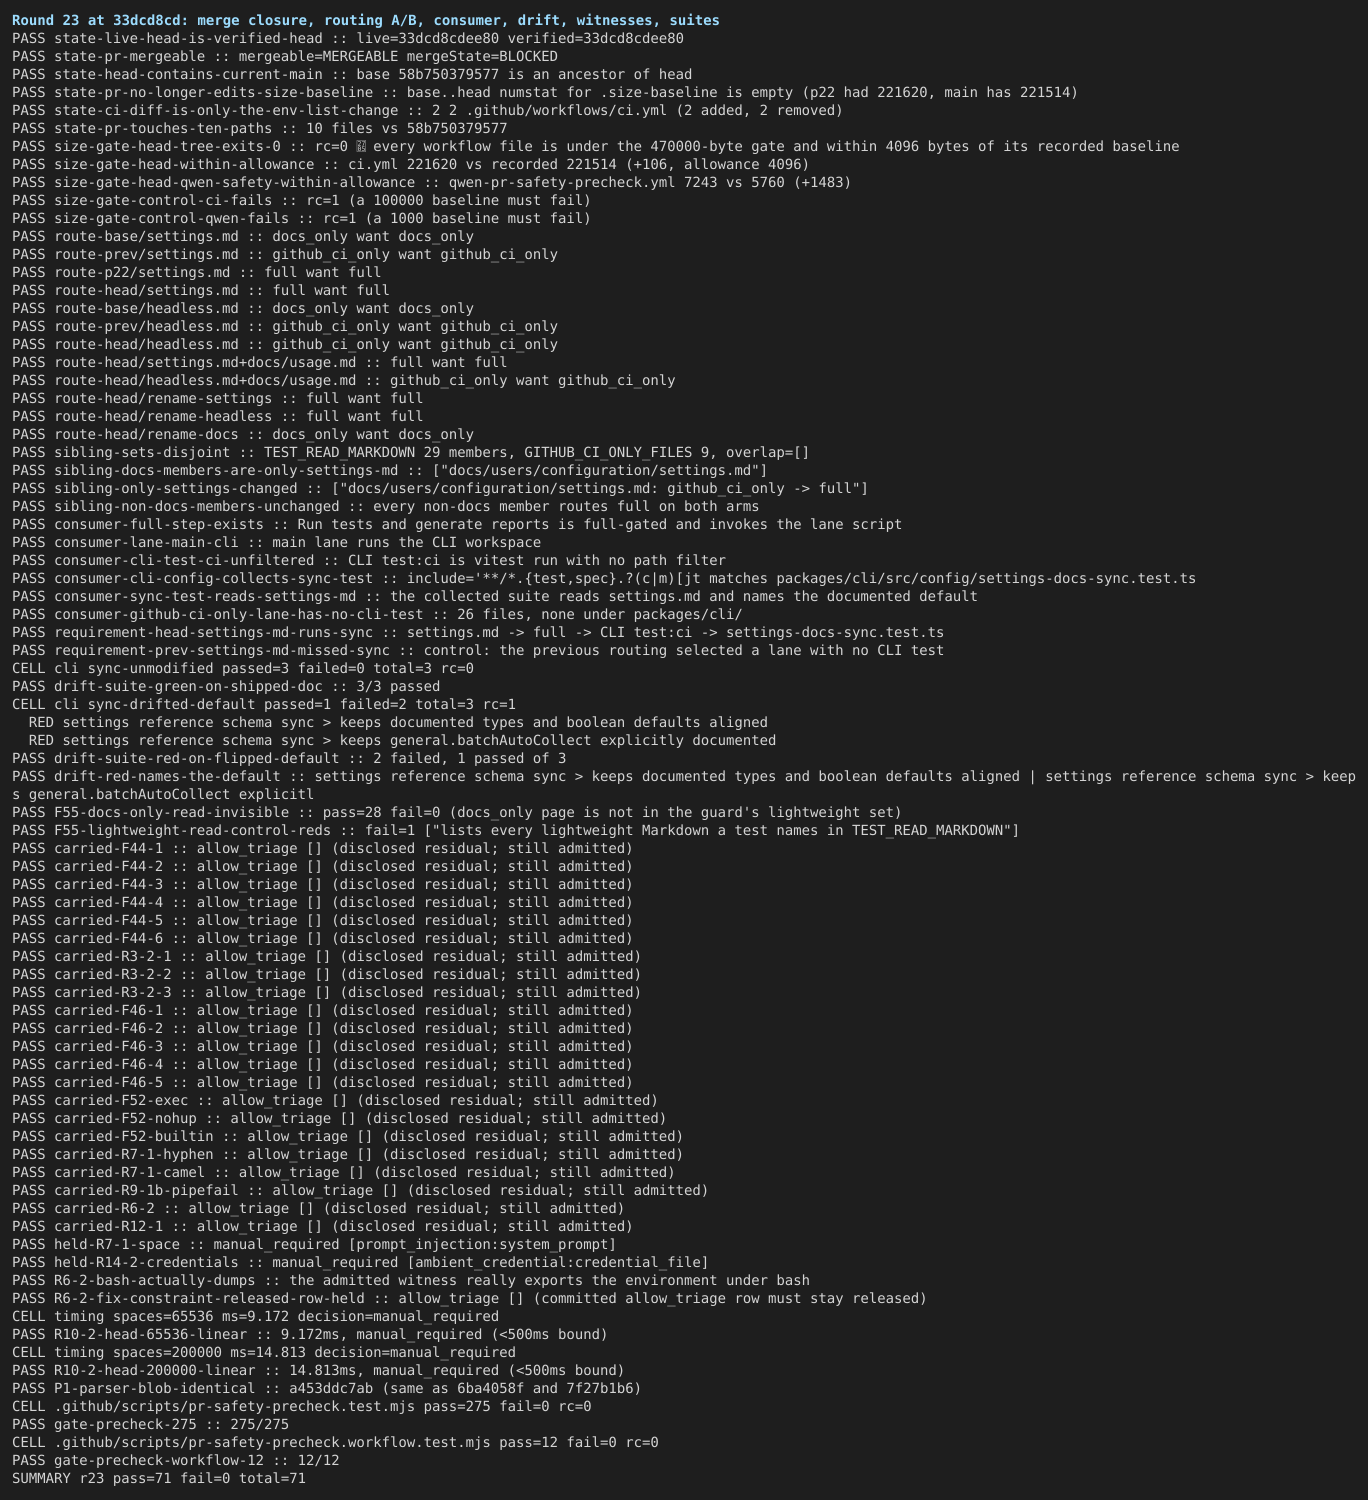 Round 23 at 33dcd8cd: merge closure, routing A/B, consumer, drift, witnesses, suites
PASS state-live-head-is-verified-head :: live=33dcd8cdee80 verified=33dcd8cdee80
PASS state-pr-mergeable :: mergeable=MERGEABLE mergeState=BLOCKED
PASS state-head-contains-current-main :: base 58b750379577 is an ancestor of head
PASS state-pr-no-longer-edits-size-baseline :: base..head numstat for .size-baseline is empty (p22 had 221620, main has 221514)
PASS state-ci-diff-is-only-the-env-list-change :: 2 2 .github/workflows/ci.yml (2 added, 2 removed)
PASS state-pr-touches-ten-paths :: 10 files vs 58b750379577
PASS size-gate-head-tree-exits-0 :: rc=0 every workflow file is under the 470000-byte gate and within 4096 bytes of its recorded baseline
PASS size-gate-head-within-allowance :: ci.yml 221620 vs recorded 221514 (+106, allowance 4096)
PASS size-gate-head-qwen-safety-within-allowance :: qwen-pr-safety-precheck.yml 7243 vs 5760 (+1483)
PASS size-gate-control-ci-fails :: rc=1 (a 100000 baseline must fail)
PASS size-gate-control-qwen-fails :: rc=1 (a 1000 baseline must fail)
PASS route-base/settings.md :: docs_only want docs_only
PASS route-prev/settings.md :: github_ci_only want github_ci_only
PASS route-p22/settings.md :: full want full
PASS route-head/settings.md :: full want full
PASS route-base/headless.md :: docs_only want docs_only
PASS route-prev/headless.md :: github_ci_only want github_ci_only
PASS route-head/headless.md :: github_ci_only want github_ci_only
PASS route-head/settings.md+docs/usage.md :: full want full
PASS route-head/headless.md+docs/usage.md :: github_ci_only want github_ci_only
PASS route-head/rename-settings :: full want full
PASS route-head/rename-headless :: full want full
PASS route-head/rename-docs :: docs_only want docs_only
PASS sibling-sets-disjoint :: TEST_READ_MARKDOWN 29 members, GITHUB_CI_ONLY_FILES 9, overlap=[]
PASS sibling-docs-members-are-only-settings-md :: ["docs/users/configuration/settings.md"]
PASS sibling-only-settings-changed :: ["docs/users/configuration/settings.md: github_ci_only -> full"]
PASS sibling-non-docs-members-unchanged :: every non-docs member routes full on both arms
PASS consumer-full-step-exists :: Run tests and generate reports is full-gated and invokes the lane script
PASS consumer-lane-main-cli :: main lane runs the CLI workspace
PASS consumer-cli-test-ci-unfiltered :: CLI test:ci is vitest run with no path filter
PASS consumer-cli-config-collects-sync-test :: include='**/*.{test,spec}.?(c|m)[jt matches packages/cli/src/config/settings-docs-sync.test.ts
PASS consumer-sync-test-reads-settings-md :: the collected suite reads settings.md and names the documented default
PASS consumer-github-ci-only-lane-has-no-cli-test :: 26 files, none under packages/cli/
PASS requirement-head-settings-md-runs-sync :: settings.md -> full -> CLI test:ci -> settings-docs-sync.test.ts
PASS requirement-prev-settings-md-missed-sync :: control: the previous routing selected a lane with no CLI test
CELL cli sync-unmodified passed=3 failed=0 total=3 rc=0
PASS drift-suite-green-on-shipped-doc :: 3/3 passed
CELL cli sync-drifted-default passed=1 failed=2 total=3 rc=1
RED settings reference schema sync > keeps documented types and boolean defaults aligned
RED settings reference schema sync > keeps general.batchAutoCollect explicitly documented
PASS drift-suite-red-on-flipped-default :: 2 failed, 1 passed of 3
PASS drift-red-names-the-default :: settings reference schema sync > keeps documented types and boolean defaults aligned | settings reference schema sync > keep
s general.batchAutoCollect explicitl
PASS F55-docs-only-read-invisible :: pass=28 fail=0 (docs_only page is not in the guard's lightweight set)
PASS F55-lightweight-read-control-reds :: fail=1 ["lists every lightweight Markdown a test names in TEST_READ_MARKDOWN"]
PASS carried-F44-1 :: allow_triage [] (disclosed residual; still admitted)
PASS carried-F44-2 :: allow_triage [] (disclosed residual; still admitted)
PASS carried-F44-3 :: allow_triage [] (disclosed residual; still admitted)
PASS carried-F44-4 :: allow_triage [] (disclosed residual; still admitted)
PASS carried-F44-5 :: allow_triage [] (disclosed residual; still admitted)
PASS carried-F44-6 :: allow_triage [] (disclosed residual; still admitted)
PASS carried-R3-2-1 :: allow_triage [] (disclosed residual; still admitted)
PASS carried-R3-2-2 :: allow_triage [] (disclosed residual; still admitted)
PASS carried-R3-2-3 :: allow_triage [] (disclosed residual; still admitted)
PASS carried-F46-1 :: allow_triage [] (disclosed residual; still admitted)
PASS carried-F46-2 :: allow_triage [] (disclosed residual; still admitted)
PASS carried-F46-3 :: allow_triage [] (disclosed residual; still admitted)
PASS carried-F46-4 :: allow_triage [] (disclosed residual; still admitted)
PASS carried-F46-5 :: allow_triage [] (disclosed residual; still admitted)
PASS carried-F52-exec :: allow_triage [] (disclosed residual; still admitted)
PASS carried-F52-nohup :: allow_triage [] (disclosed residual; still admitted)
PASS carried-F52-builtin :: allow_triage [] (disclosed residual; still admitted)
PASS carried-R7-1-hyphen :: allow_triage [] (disclosed residual; still admitted)
PASS carried-R7-1-camel :: allow_triage [] (disclosed residual; still admitted)
PASS carried-R9-1b-pipefail :: allow_triage [] (disclosed residual; still admitted)
PASS carried-R6-2 :: allow_triage [] (disclosed residual; still admitted)
PASS carried-R12-1 :: allow_triage [] (disclosed residual; still admitted)
PASS held-R7-1-space :: manual_required [prompt_injection:system_prompt]
PASS held-R14-2-credentials :: manual_required [ambient_credential:credential_file]
PASS R6-2-bash-actually-dumps :: the admitted witness really exports the environment under bash
PASS R6-2-fix-constraint-released-row-held :: allow_triage [] (committed allow_triage row must stay released)
CELL timing spaces=65536 ms=9.172 decision=manual_required
PASS R10-2-head-65536-linear :: 9.172ms, manual_required (<500ms bound)
CELL timing spaces=200000 ms=14.813 decision=manual_required
PASS R10-2-head-200000-linear :: 14.813ms, manual_required (<500ms bound)
PASS P1-parser-blob-identical :: a453ddc7ab (same as 6ba4058f and 7f27b1b6)
CELL .github/scripts/pr-safety-precheck.test.mjs pass=275 fail=0 rc=0
PASS gate-precheck-275 :: 275/275
CELL .github/scripts/pr-safety-precheck.workflow.test.mjs pass=12 fail=0 rc=0
PASS gate-precheck-workflow-12 :: 12/12
SUMMARY r23 pass=71 fail=0 total=71